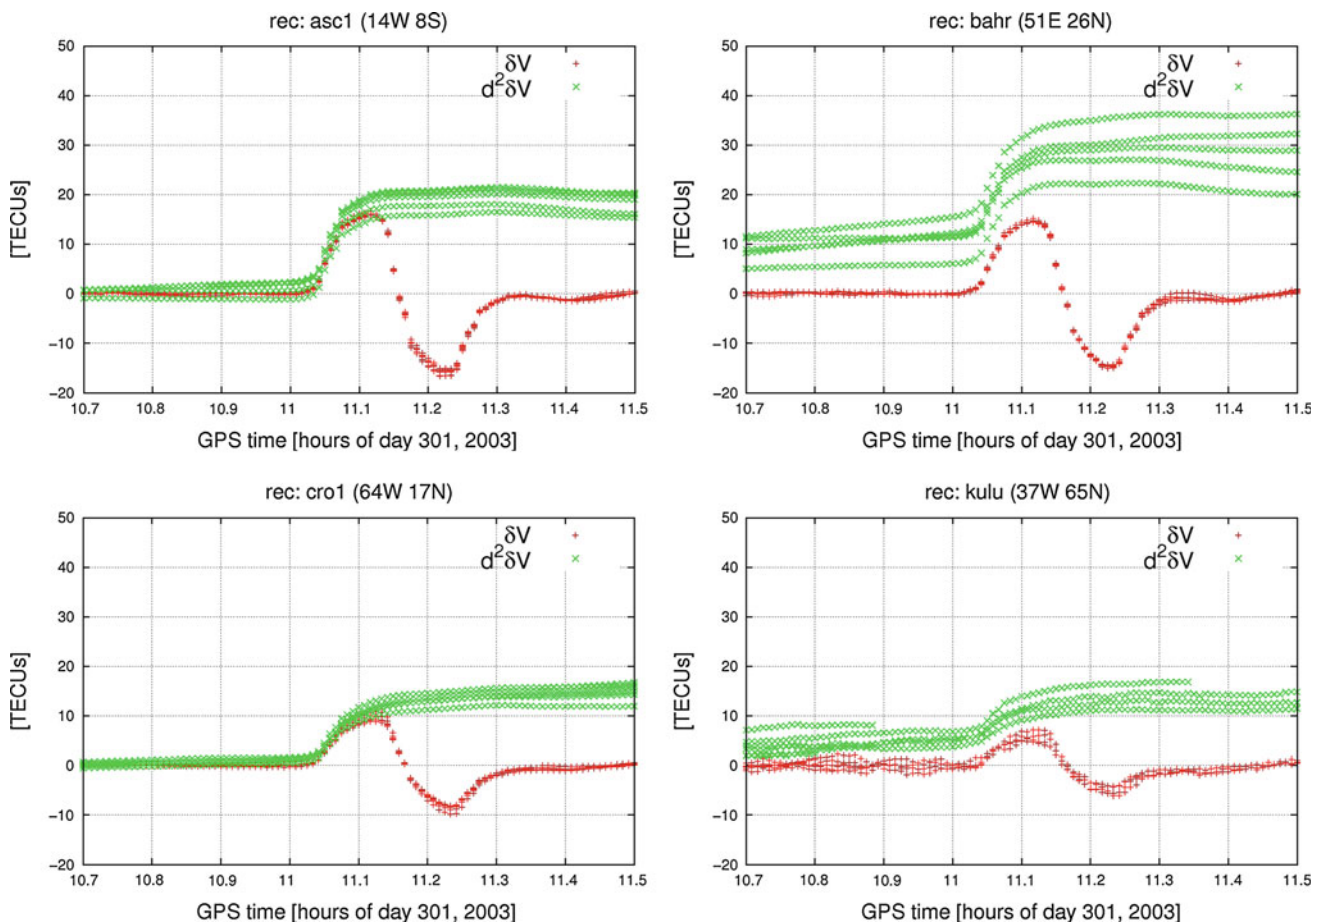 rec: asc1 (14W 8S)
50
40
30
20
10
0
−10
−20
[TECUs]
δV
d²δV
10.7 10.8 10.9 11 11.1 11.2 11.3 11.4 11.5
GPS time [hours of day 301, 2003]
rec: bahr (51E 26N)
50
40
30
20
10
0
−10
−20
[TECUs]
δV
d²δV
10.7 10.8 10.9 11 11.1 11.2 11.3 11.4 11.5
GPS time [hours of day 301, 2003]
rec: cro1 (64W 17N)
50
40
30
20
10
0
−10
−20
[TECUs]
δV
d²δV
10.7 10.8 10.9 11 11.1 11.2 11.3 11.4 11.5
GPS time [hours of day 301, 2003]
rec: kulu (37W 65N)
50
40
30
20
10
0
−10
−20
[TECUs]
δV
d²δV
10.7 10.8 10.9 11 11.1 11.2 11.3 11.4 11.5
GPS time [hours of day 301, 2003]